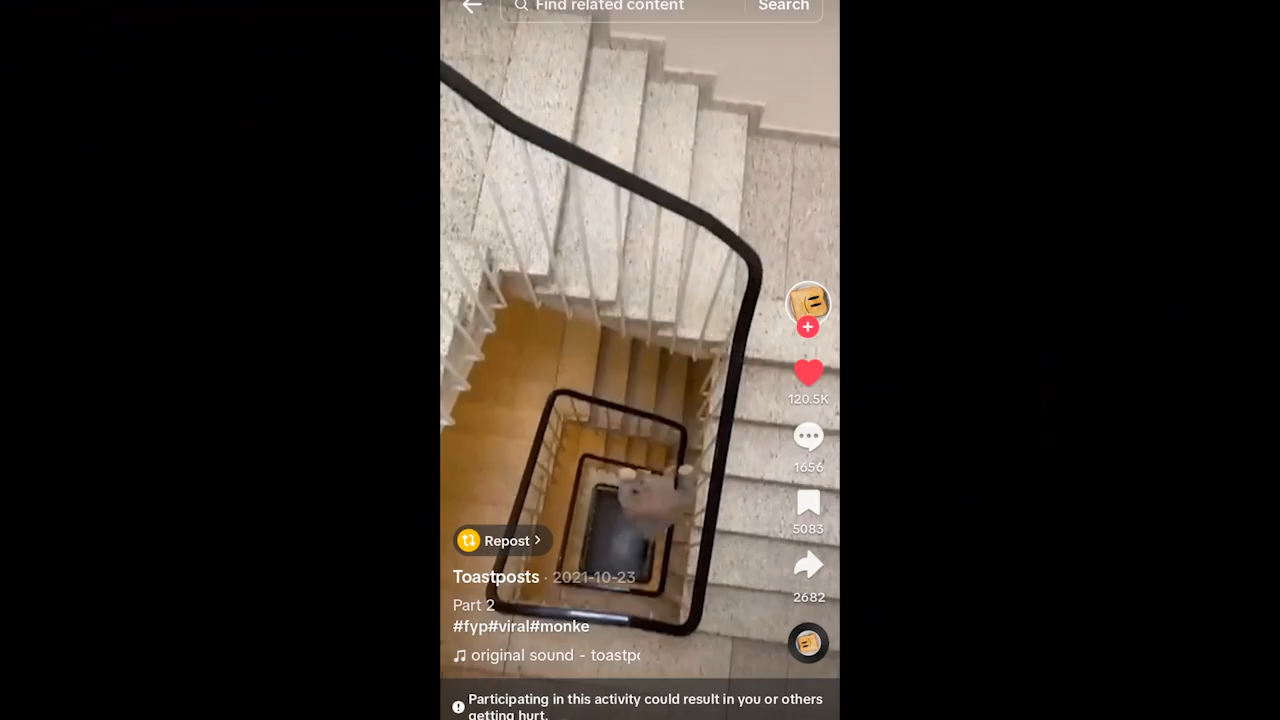 Find related content Search
120.5K
1656
5083
Repost
2682
Toastposts · 2021-10-23
Part 2
#fyp#viral#monke
original sound - toastpo
Participating in this activity could result in you or others
getting hurt.